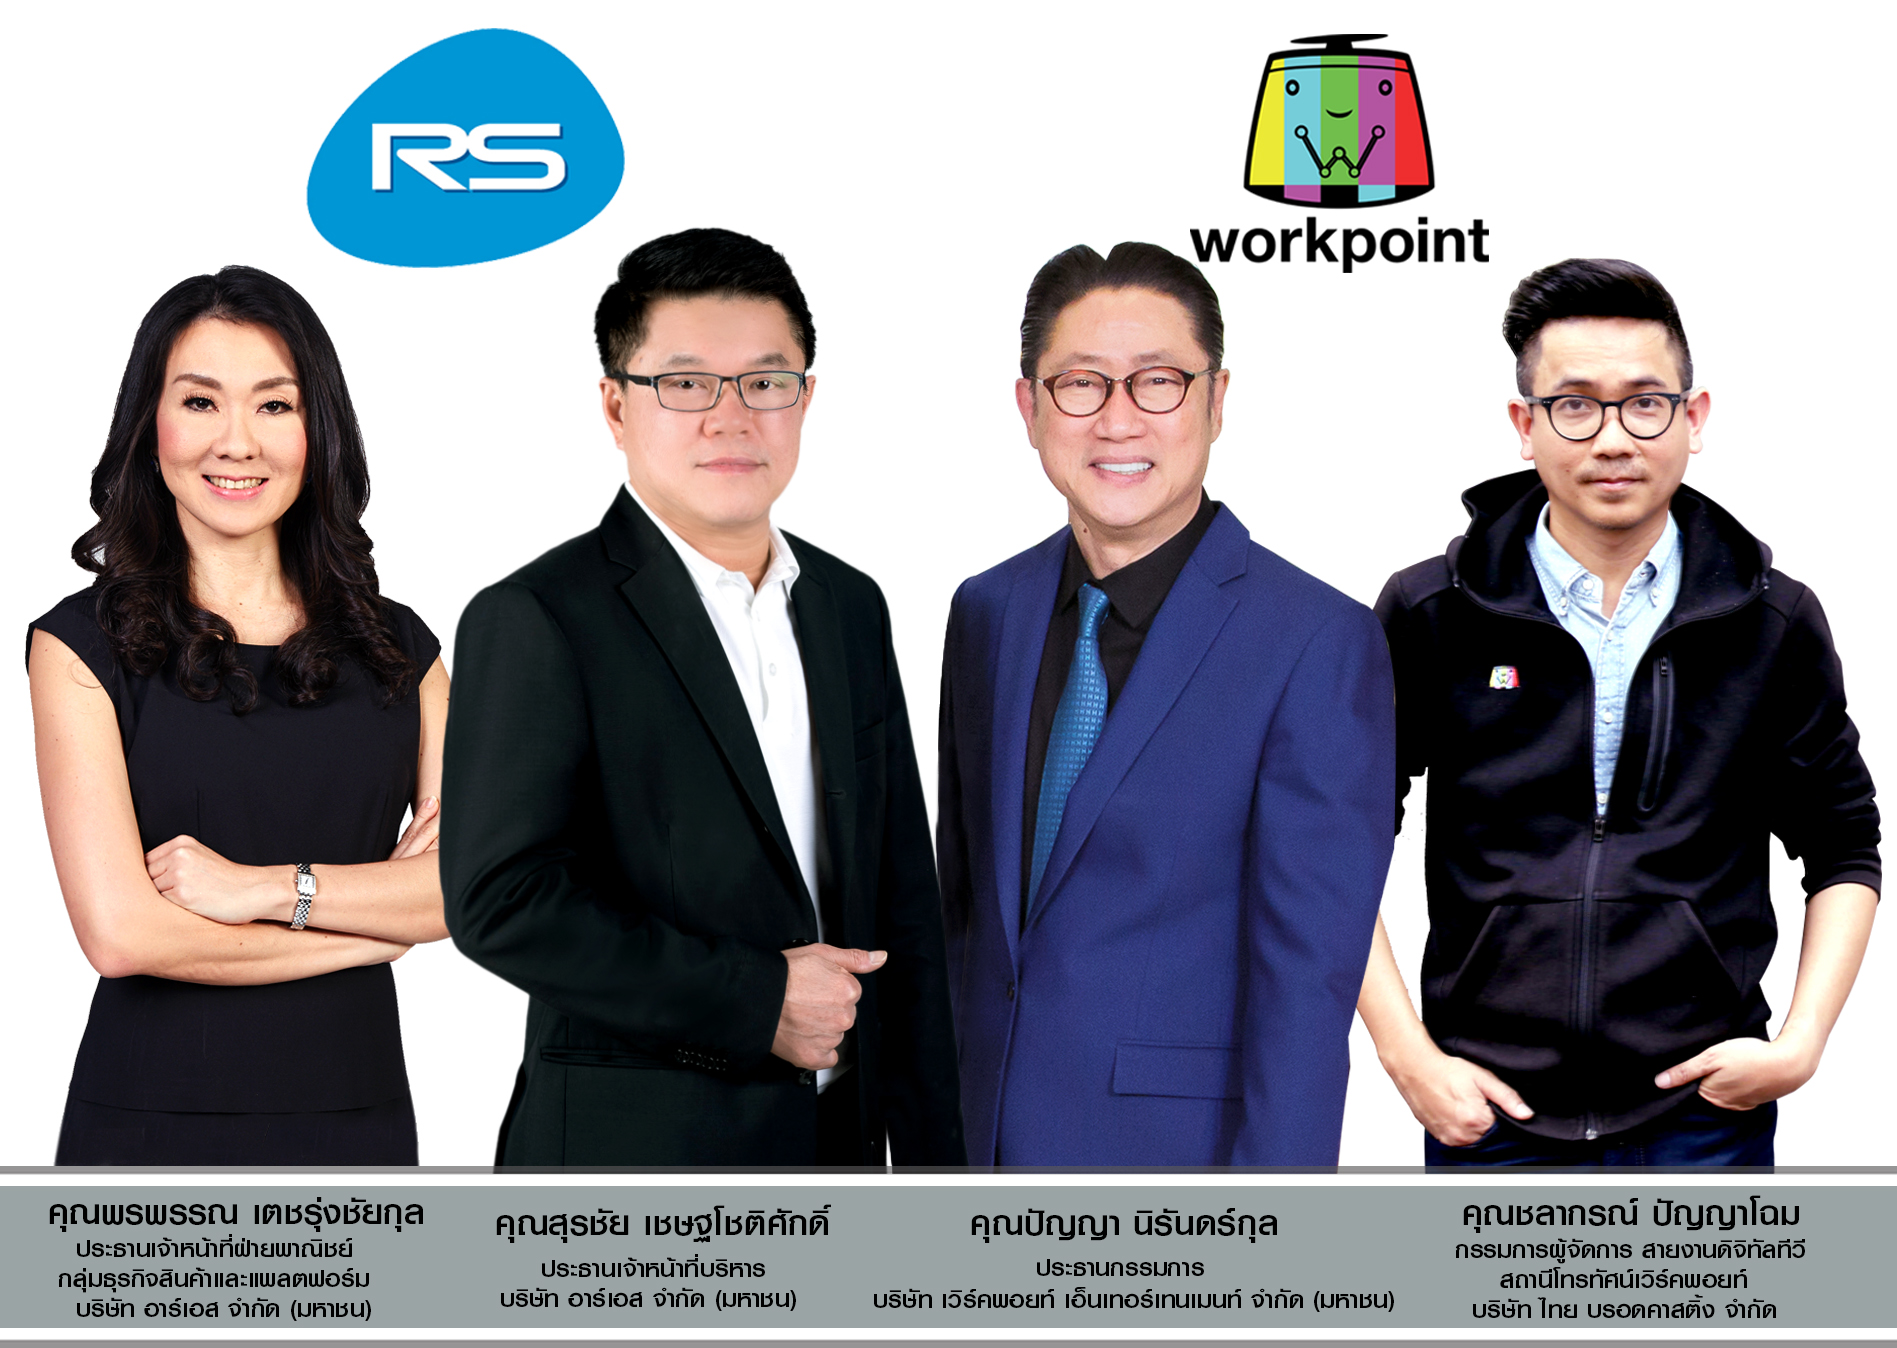 RS
workpoint
คุณพรพรรณ เตชรุ่งชัยกุล
ประธานเจ้าหน้าที่ฝ่ายพาณิชย์
กลุ่มธุรกิจสินค้าและแพลตฟอร์ม
บริษัท อาร์เอส จำกัด (มหาชน)
คุณสุรชัย เชษฐโชติศักดิ์
ประธานเจ้าหน้าที่บริหาร
บริษัท อาร์เอส จำกัด (มหาชน)
คุณปัญญา นิรันดร์กุล
ประธานกรรมการ
บริษัท เวิร์คพอยท์ เอ็นเทอร์เทนเมนท์ จำกัด (มหาชน)
คุณชลากรณ์ ปัญญาโฉม
กรรมการผู้จัดการ สายงานดิจิทัลทีวี
สถานีโทรทัศน์เวิร์คพอยท์
บริษัท ไทย บรอดคาสติ้ง จำกัด